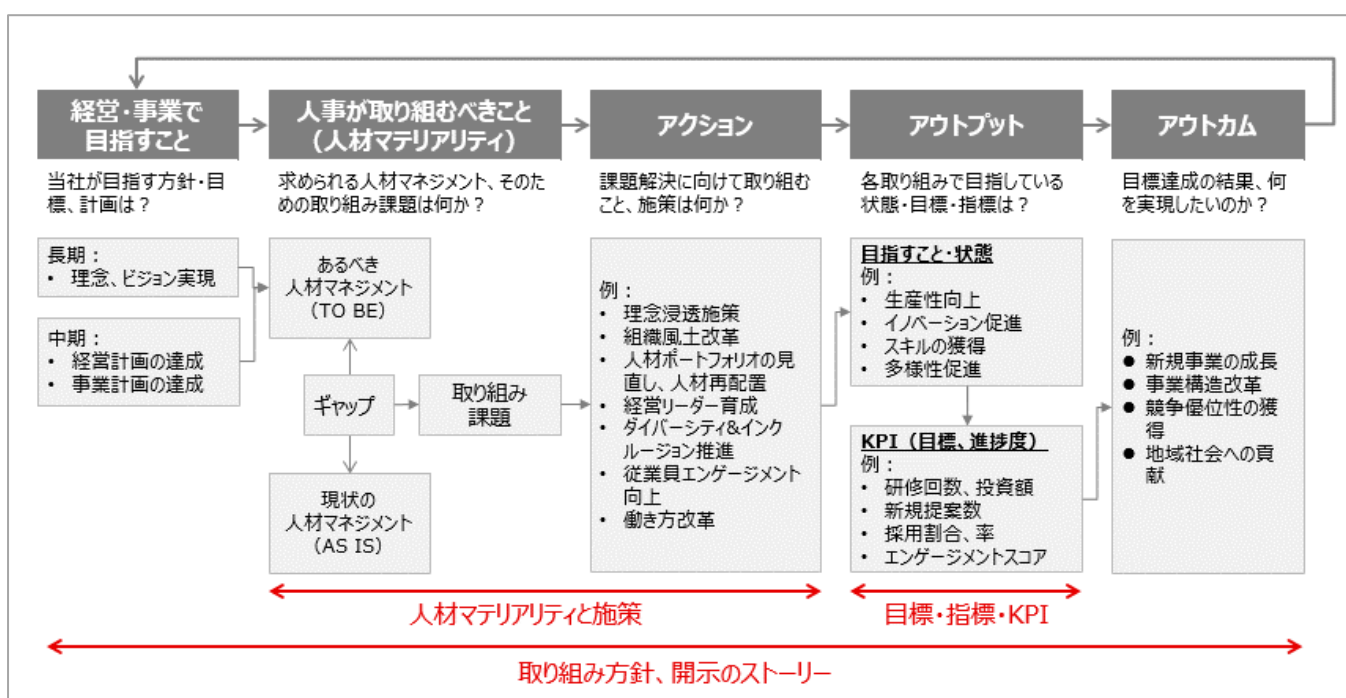 経営・事業で
目指すこと
人事が取り組むべきこと
(人材マテリアリティ)
アクション
アウトプット
アウトカム
当社が目指す方針・目
標、計画は？
求められる人材マネジメント、そのた
めの取り組み課題は何か？
課題解決に向けて取り組む
こと、施策は何か？
各取り組みで目指している
状態・目標・指標は？
目標達成の結果、何
を実現したいのか？
長期：
• 理念、ビジョン実現
中期：
• 経営計画の達成
• 事業計画の達成
あるべき
人材マネジメント
(TO BE)
ギャップ
取り組み
課題
現状の
人材マネジメント
(AS IS)
例：
• 理念浸透施策
• 組織風土改革
• 人材ポートフォリオの見
直し、人材再配置
• 経営リーダー育成
• ダイバーシティ&インク
ルージョン推進
• 従業員エンゲージメント
向上
• 働き方改革
目指すこと・状態
例：
• 生産性向上
• イノベーション促進
• スキルの獲得
• 多様性促進
KPI（目標、進捗度）
例：
• 研修回数、投資額
• 新規提案数
• 採用割合、率
• エンゲージメントスコア
例：
● 新規事業の成長
● 事業構造改革
● 競争優位性の獲
得
● 地域社会への貢
献
人材マテリアリティと施策
目標・指標・KPI
取り組み方針、開示のストーリー